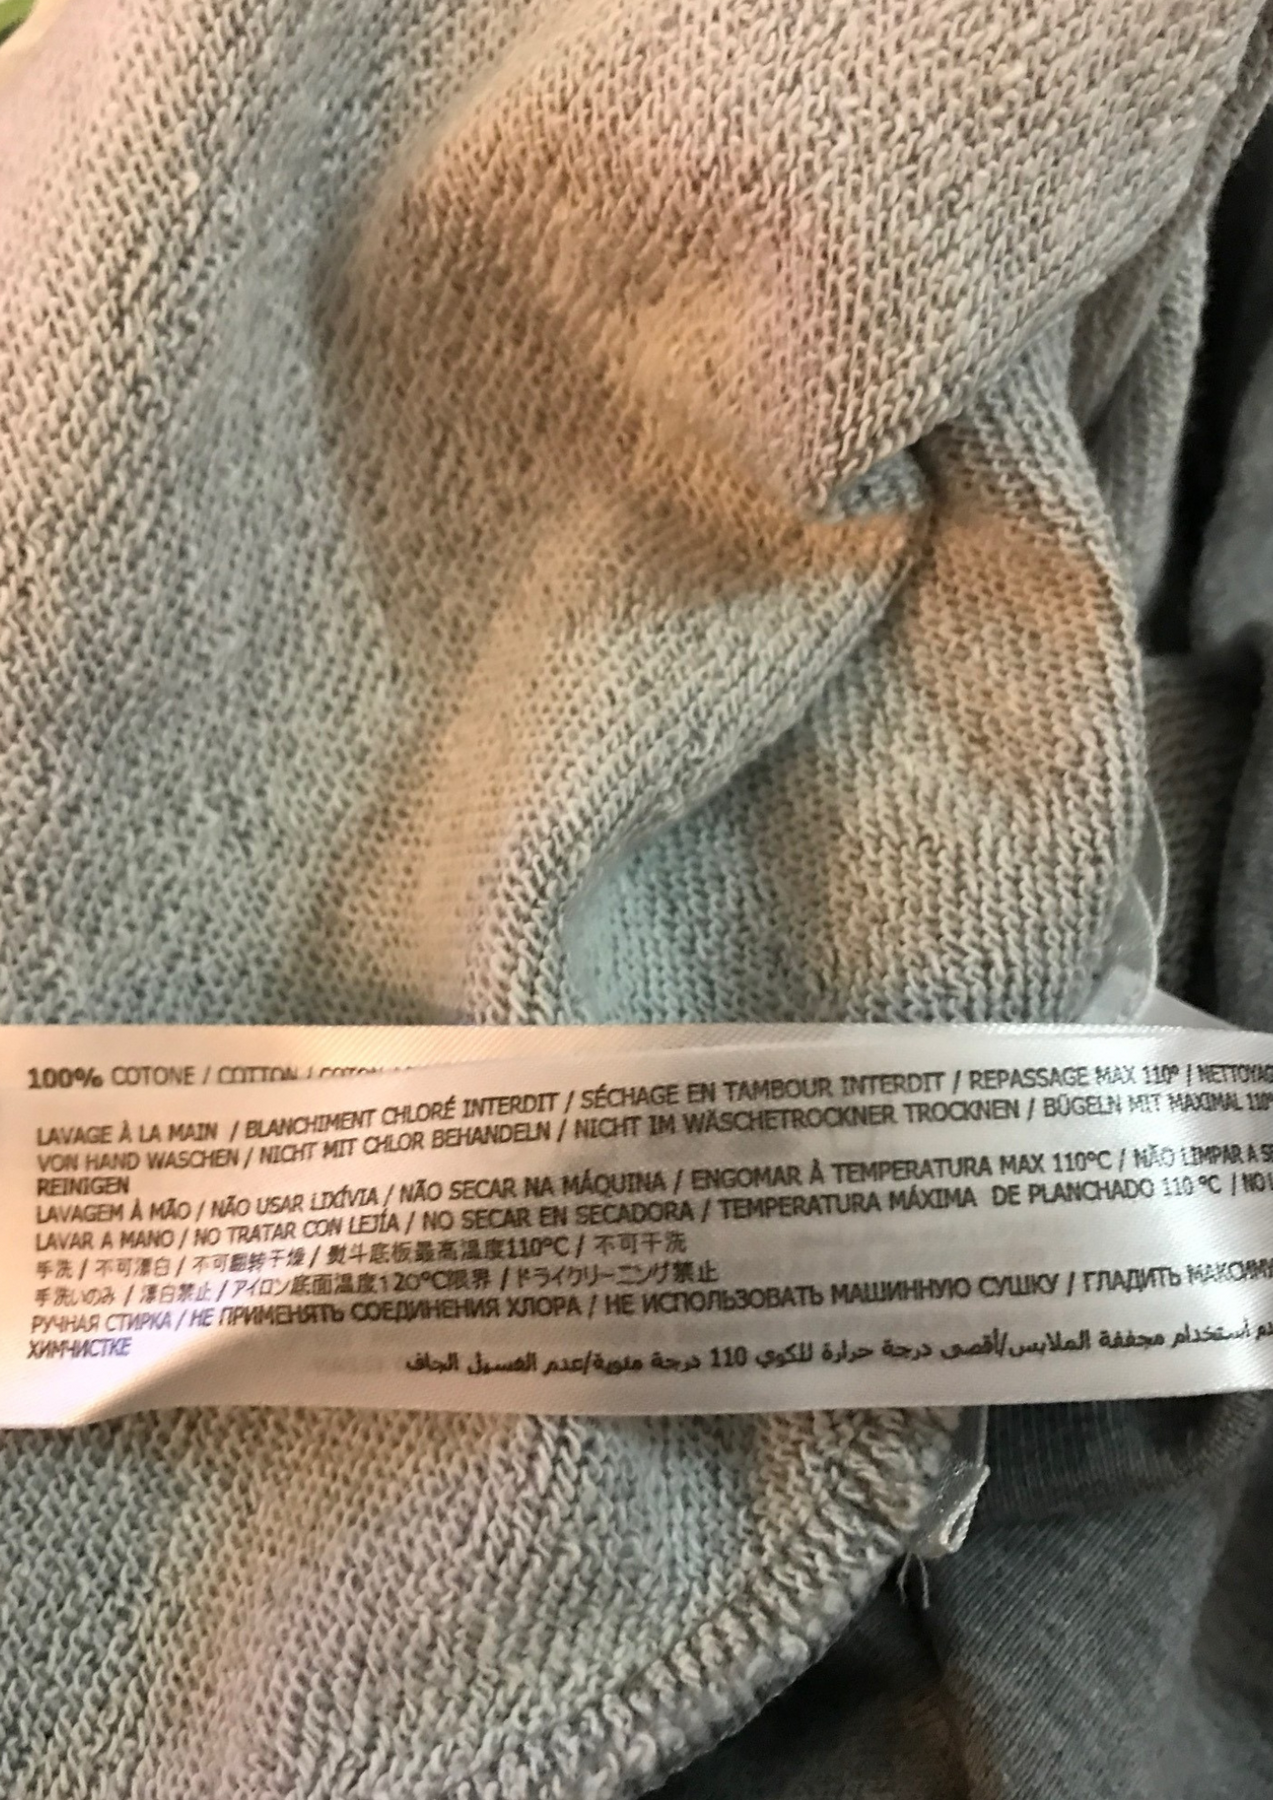 100% COTONE / COTTON / COTON
LAVAGE À LA MAIN / BLANCHIMENT CHLORÉ INTERDIT / SÉCHAGE EN TAMBOUR INTERDIT / REPASSAGE MAX 110° / NETTOYAG
VON HAND WASCHEN / NICHT MIT CHLOR BEHANDELN / NICHT IM WÄSCHETROCKNER TROCKNEN / BÜGELN MIT MAXIMAL 110°
REINIGEN
LAVAGEM À MÃO / NÃO USAR LIXÍVIA / NÃO SECAR NA MÁQUINA / ENGOMAR À TEMPERATURA MAX 110°C / NÃO LIMPAR A
LAVAR A MANO / NO TRATAR CON LEJÍA / NO SECAR EN SECADORA / TEMPERATURA MÁXIMA DE PLANCHADO 110 °C / NO
手洗 / 不可漂白 / 不可翻转干燥 / 熨斗底板最高温度110°C / 不可干洗
手洗いのみ / 漂白禁止 / アイロン底面温度120°C限界 / ドライクリーニング禁止
РУЧНАЯ СТИРКА / НЕ ПРИМЕНЯТЬ СОЕДИНЕНИЯ ХЛОРА / НЕ ИСПОЛЬЗОВАТЬ МАШИННУЮ СУШКУ / ГЛАДИТЬ МАКСИМ
ХИМЧИСТКЕ
دم استخدام مجففة الملابس/أقصى درجة حرارة للكوي 110 درجة مئوية/عدم الغسيل الجاف